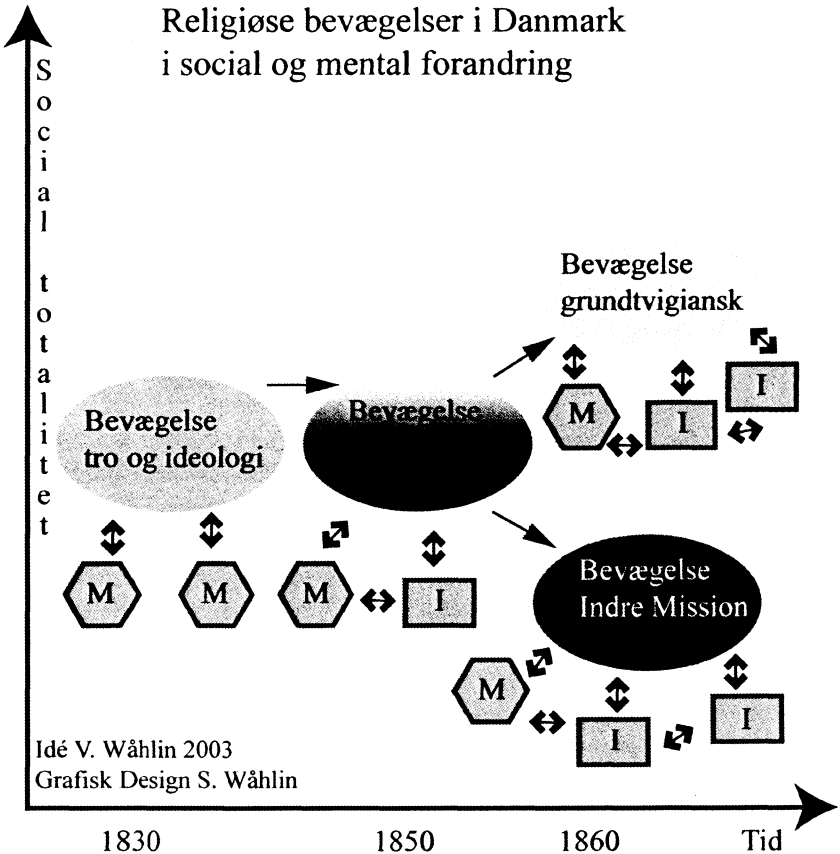 Religiøse bevægelser i Danmark
i social og mental forandring
Social totalitet
Bevægelse
grundtvigiansk
M
I
I
Bevægelse
tro og ideologi
Bevægelse
M
M
M
I
Bevægelse
Indre Mission
M
I
I
Idé V. Wåhlin 2003
Grafisk Design S. Wåhlin
1830
1850
1860
Tid